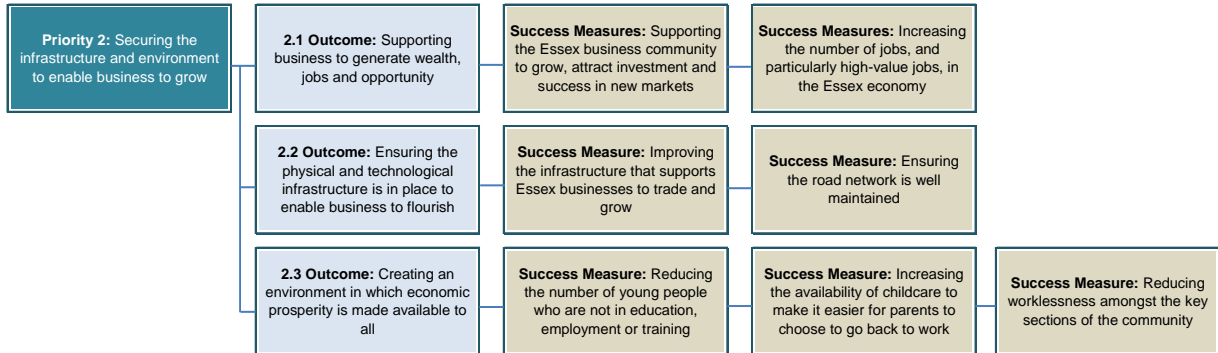 Priority 2: Securing the
infrastructure and environment
to enable business to grow
2.1 Outcome: Supporting
business to generate wealth,
jobs and opportunity
Success Measures: Supporting
the Essex business community
to grow, attract investment and
success in new markets
Success Measures: Increasing
the number of jobs, and
particularly high-value jobs, in
the Essex economy
2.2 Outcome: Ensuring the
physical and technological
infrastructure is in place to
enable business to flourish
Success Measure: Improving
the infrastructure that supports
Essex businesses to trade and
grow
Success Measure: Ensuring
the road network is well
maintained
2.3 Outcome: Creating an
environment in which economic
prosperity is made available to
all
Success Measure: Reducing
the number of young people
who are not in education,
employment or training
Success Measure: Increasing
the availability of childcare to
make it easier for parents to
choose to go back to work
Success Measure: Reducing
worklessness amongst the key
sections of the community